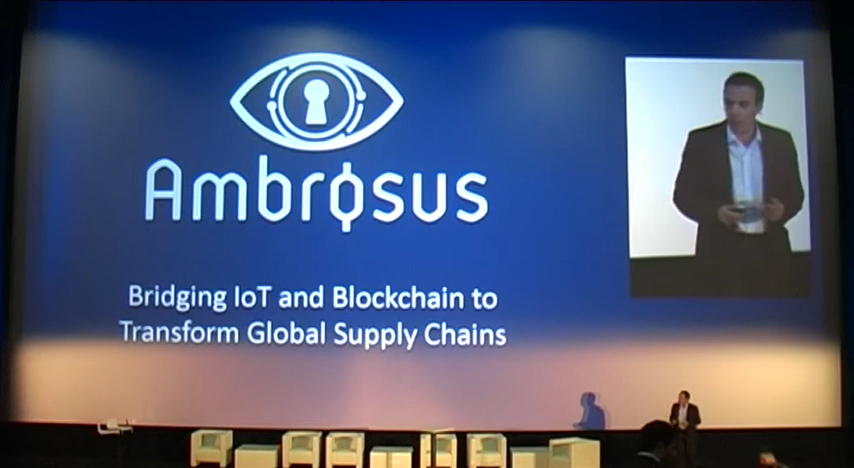 Ambrosus
Bridging IoT and Blockchain to
Transform Global Supply Chains